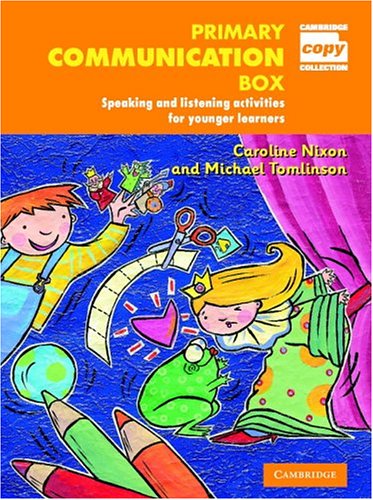 PRIMARY
COMMUNICATION
BOX
Speaking and listening activities
for younger learners
CAMBRIDGE
copy
COLLECTION
Caroline Nixon
and Michael Tomlinson
CAMBRIDGE